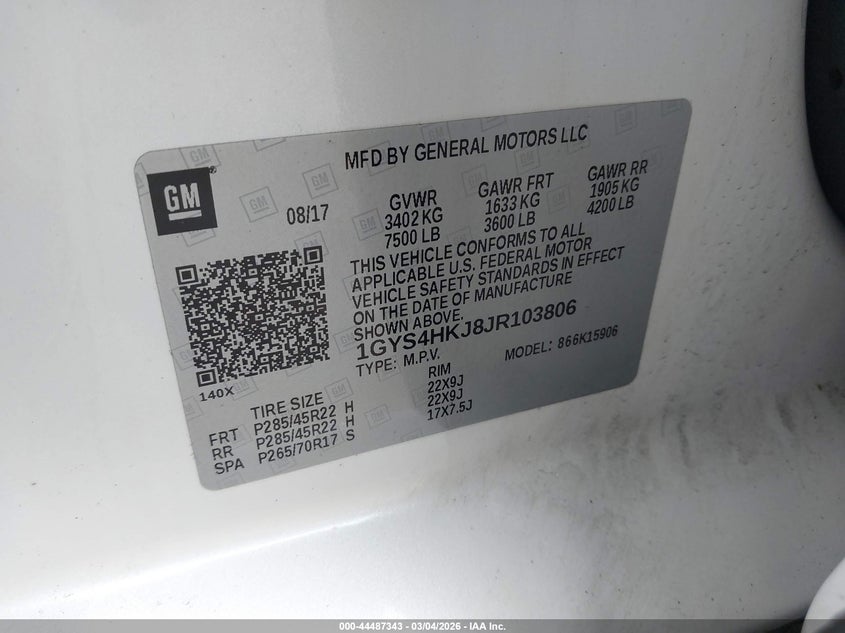 MFD BY GENERAL MOTORS LLC
GM
08/17
GVWR
3402 KG
7500 LB
GAWR FRT
1633 KG
3600 LB
GAWR RR
1905 KG
4200 LB
THIS VEHICLE CONFORMS TO ALL
APPLICABLE U.S. FEDERAL MOTOR
VEHICLE SAFETY STANDARDS IN EFFECT
ON THE DATE OF MANUFACTURE
SHOWN ABOVE.
1GYS4HKJ8JR103806
TYPE: M.P.V. MODEL: 866K15906
140X
TIRE SIZE RIM
FRT P285/45R22 H 22X9J
RR P285/45R22 H 22X9J
SPA P265/70R17 S 17X7.5J
000-44487343 - 03/04/2026 - IAA Inc.